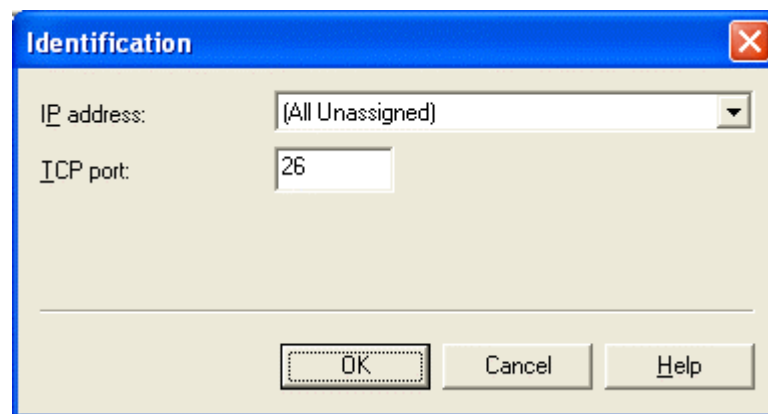 Identification
IP address: (All Unassigned)
TCP port: 26
OK Cancel Help